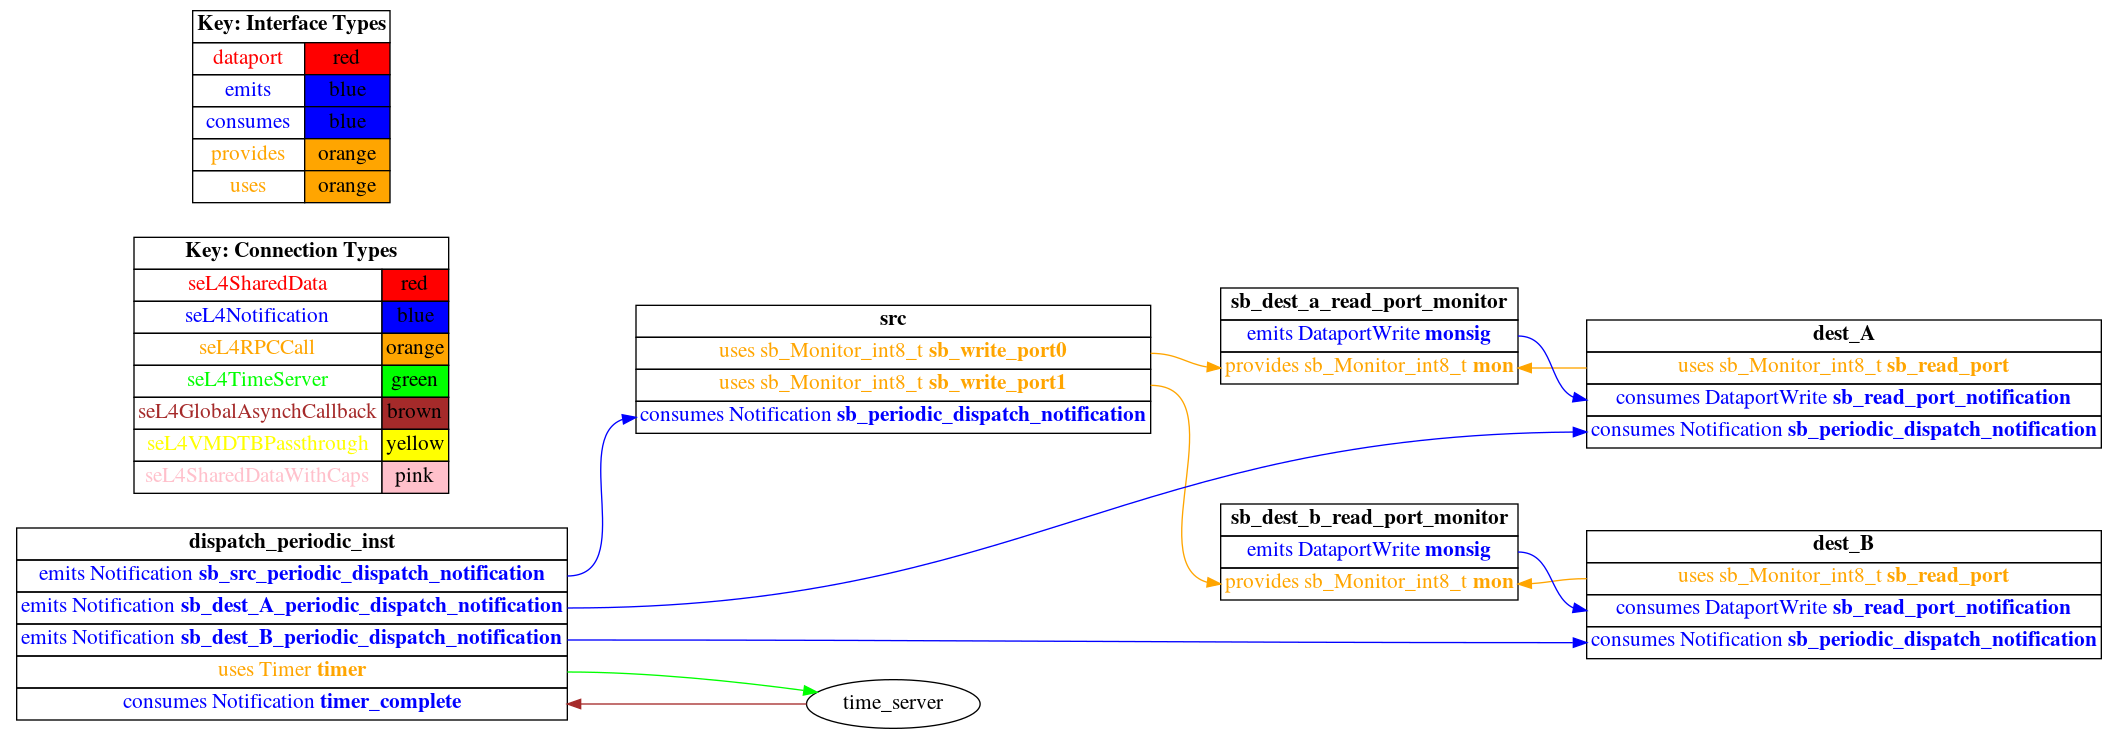 Key: Interface Types
dataport red
emits blue
consumes blue
provides orange
uses orange
Key: Connection Types
seL4SharedData red
seL4Notification blue
seL4RPCCall orange
seL4TimeServer green
seL4GlobalAsynchCallback brown
seL4VMDTBPassthrough yellow
seL4SharedDataWithCaps pink
dispatch_periodic_inst
emits Notification sb_src_periodic_dispatch_notification
emits Notification sb_dest_A_periodic_dispatch_notification
emits Notification sb_dest_B_periodic_dispatch_notification
uses Timer timer
consumes Notification timer_complete
src
uses sb_Monitor_int8_t sb_write_port0
uses sb_Monitor_int8_t sb_write_port1
consumes Notification sb_periodic_dispatch_notification
time_server
sb_dest_a_read_port_monitor
emits DataportWrite monsig
provides sb_Monitor_int8_t mon
sb_dest_b_read_port_monitor
emits DataportWrite monsig
provides sb_Monitor_int8_t mon
dest_A
uses sb_Monitor_int8_t sb_read_port
consumes DataportWrite sb_read_port_notification
consumes Notification sb_periodic_dispatch_notification
dest_B
uses sb_Monitor_int8_t sb_read_port
consumes DataportWrite sb_read_port_notification
consumes Notification sb_periodic_dispatch_notification